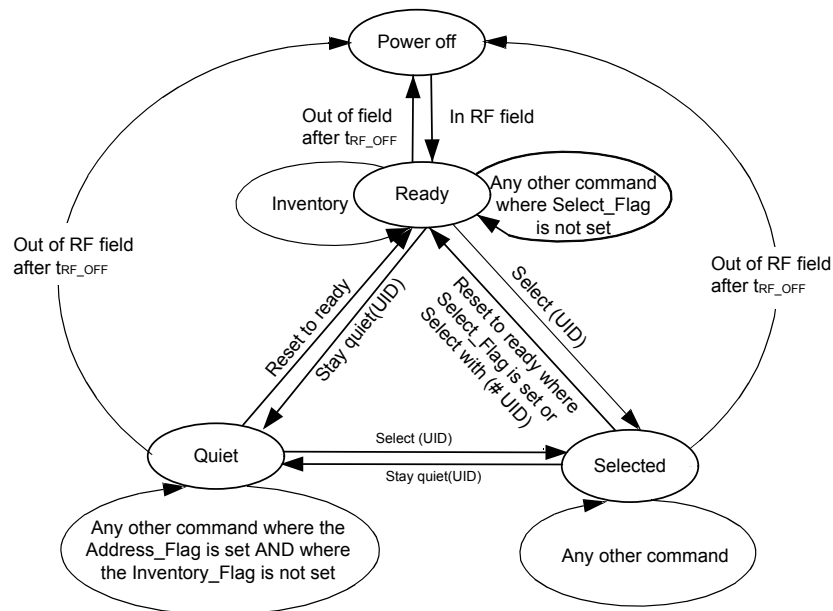 Power off
Out of field
after tRF_OFF
In RF field
Inventory
Ready
Any other command
where Select_Flag
is not set
Out of RF field
after tRF_OFF
Out of RF field
after tRF_OFF
Reset to ready
Stay quiet(UID)
Select (UID)
Reset to ready where
Select_Flag is set or
Select with (# UID)
Quiet
Select (UID)
Stay quiet(UID)
Selected
Any other command where the
Address_Flag is set AND where
the Inventory_Flag is not set
Any other command